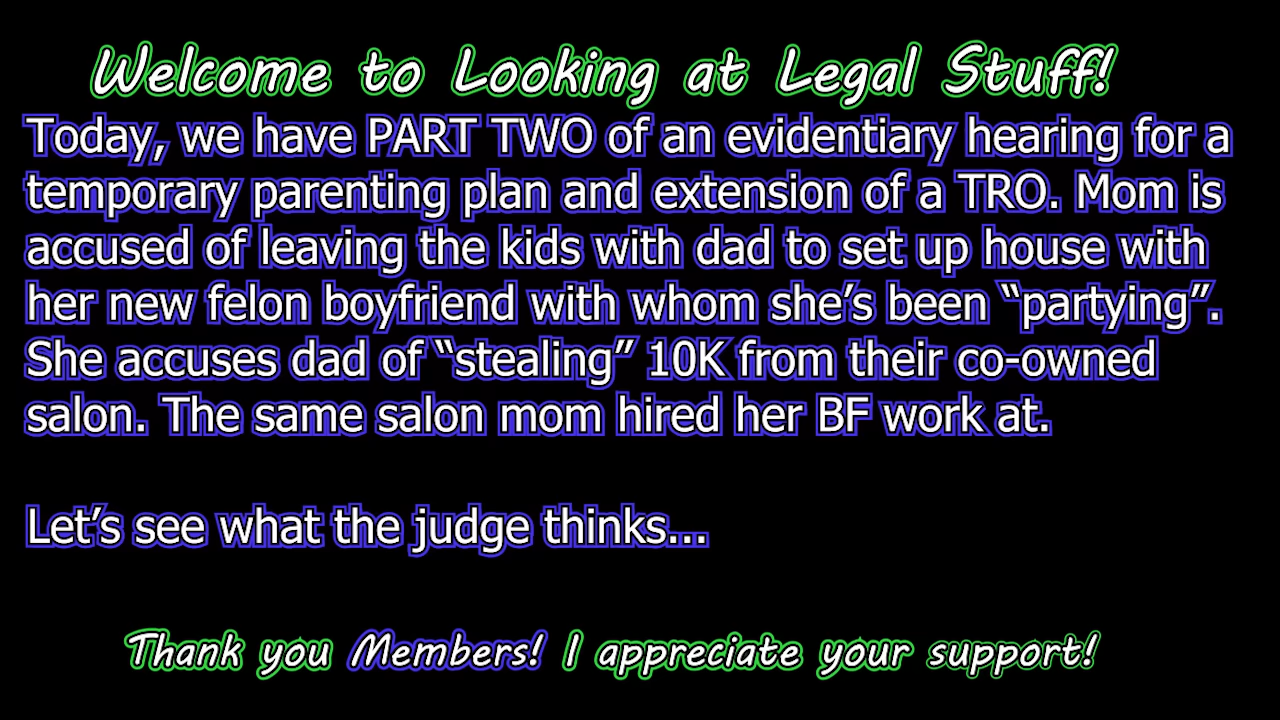 Welcome to Looking at Legal Stuff!
Today, we have PART TWO of an evidentiary hearing for a
temporary parenting plan and extension of a TRO. Mom is
accused of leaving the kids with dad to set up house with
her new felon boyfriend with whom she’s been “partying”.
She accuses dad of “stealing” 10K from their co-owned
salon. The same salon mom hired her BF work at.
Let’s see what the judge thinks...
Thank you Members! I appreciate your support!